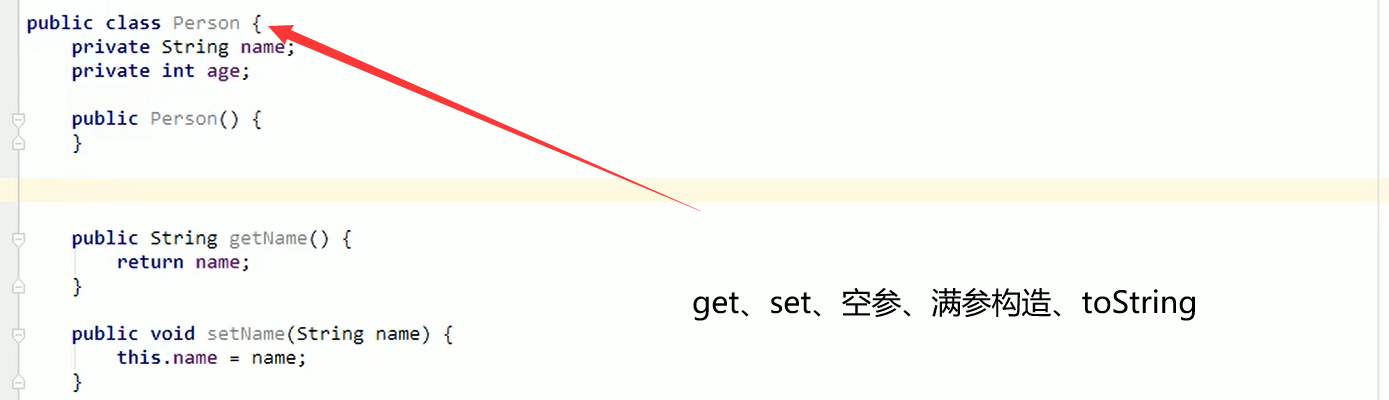 public class Person {
private String name;
private int age;
public Person() {
}
public String getName() {
return name;
}
public void setName(String name) {
this.name = name;
}
get、set、空参、满参构造、toString